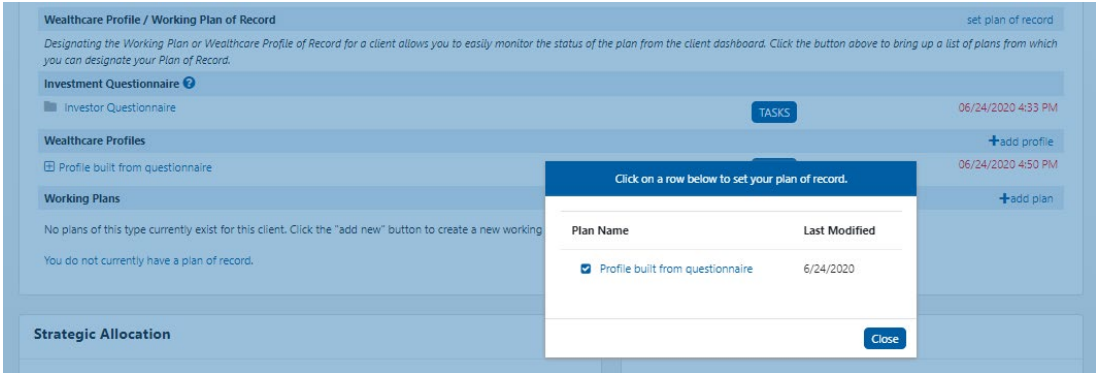 Wealthcare Profile / Working Plan of Record
set plan of record
Designating the Working Plan or Wealthcare Profile of Record for a client allows you to easily monitor the status of the plan from the client dashboard. Click the button above to bring up a list of plans from which
you can designate your Plan of Record.
Investment Questionnaire ?
Investor Questionnaire
TASKS
06/24/2020 4:33 PM
Wealthcare Profiles
+add profile
Profile built from questionnaire
06/24/2020 4:50 PM
Working Plans
+add plan
No plans of this type currently exist for this client. Click the "add new" button to create a new working
You do not currently have a plan of record.
Strategic Allocation
Click on a row below to set your plan of record.
Plan Name
Last Modified
Profile built from questionnaire
6/24/2020
Close